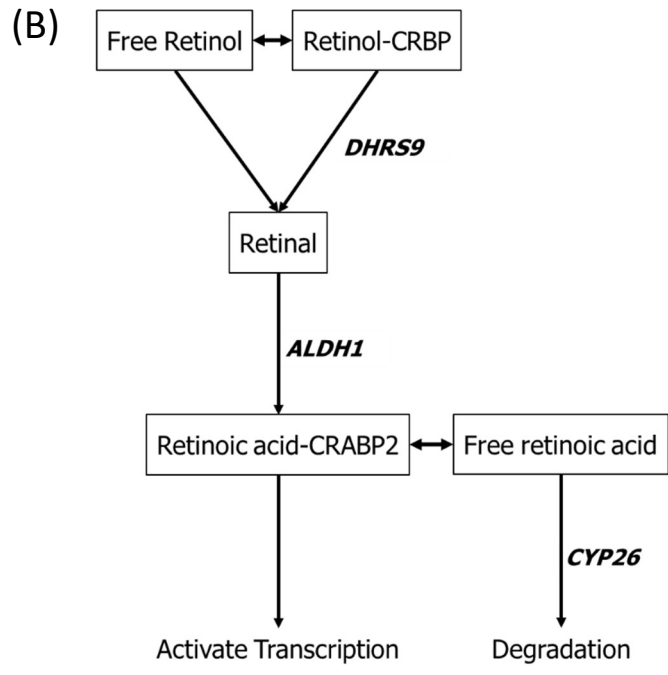 (B)
Free Retinol
Retinol-CRBP
DHRS9
Retinal
ALDH1
Retinoic acid-CRABP2
Free retinoic acid
CYP26
Activate Transcription
Degradation